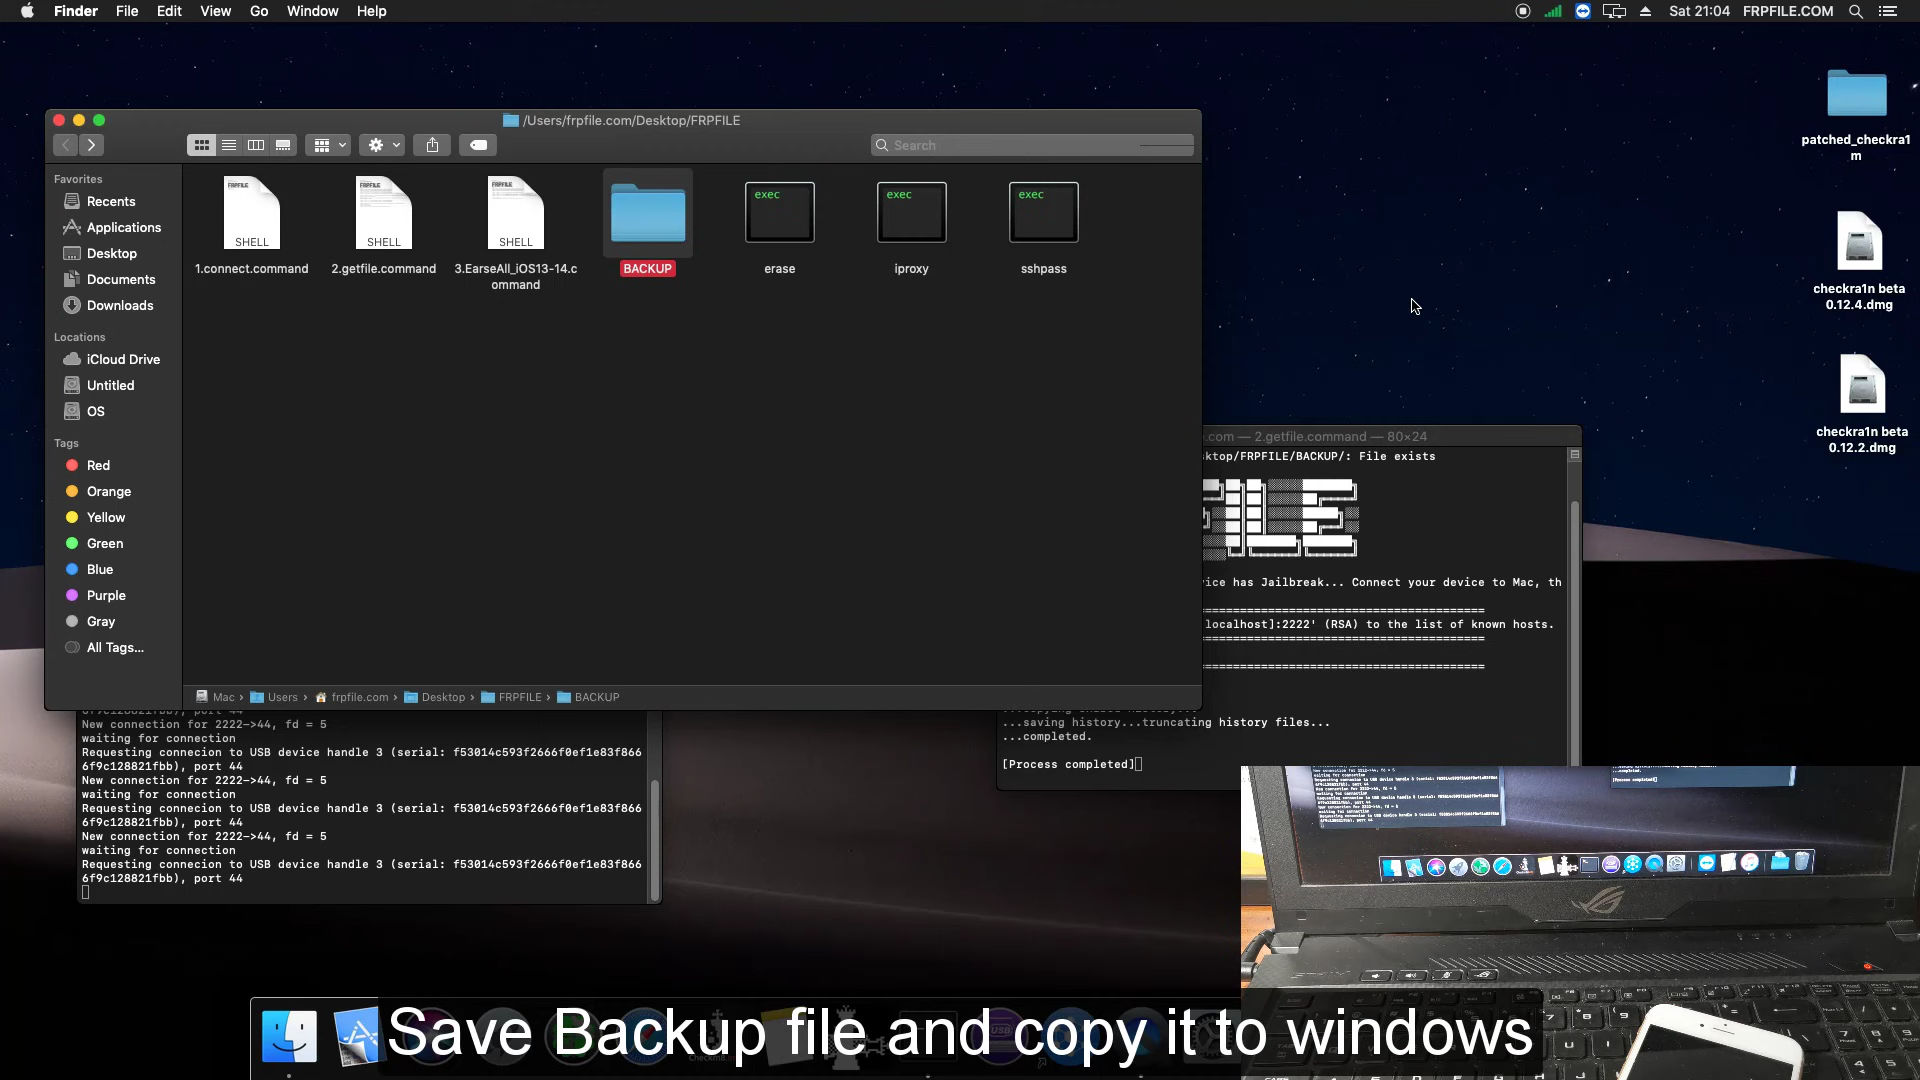 Finder File Edit View Go Window Help
Sat 21:04 FRPFILE.COM
/Users/frpfile.com/Desktop/FRPFILE
Search
Favorites
Recents
Applications
Desktop
Documents
Downloads
Locations
iCloud Drive
Untitled
OS
Tags
Red
Orange
Yellow
Green
Blue
Purple
Gray
All Tags...
FRPFILE
SHELL
1.connect.command
FRPFILE
SHELL
2.getfile.command
FRPFILE
SHELL
3.EarseAll_iOS13-14.c
ommand
BACKUP
exec
erase
exec
iproxy
exec
sshpass
Mac › Users › frpfile.com › Desktop › FRPFILE › BACKUP
patched_checkra1
m
checkra1n beta
0.12.4.dmg
checkra1n beta
0.12.2.dmg
.com — 2.getfile.command — 80×24
ktop/FRPFILE/BACKUP/: File exists
ice has Jailbreak... Connect your device to Mac, th
==================================
localhost]:2222' (RSA) to the list of known hosts.
==================================
==================================
...saving history...truncating history files...
...completed.
[Process completed]
New connection for 2222->44, fd = 5
waiting for connection
Requesting connecion to USB device handle 3 (serial: f53014c593f2666f0ef1e83f866
6f9c128821fbb), port 44
New connection for 2222->44, fd = 5
waiting for connection
Requesting connecion to USB device handle 3 (serial: f53014c593f2666f0ef1e83f866
6f9c128821fbb), port 44
New connection for 2222->44, fd = 5
waiting for connection
Requesting connecion to USB device handle 3 (serial: f53014c593f2666f0ef1e83f866
6f9c128821fbb), port 44
Save Backup file and copy it to windows